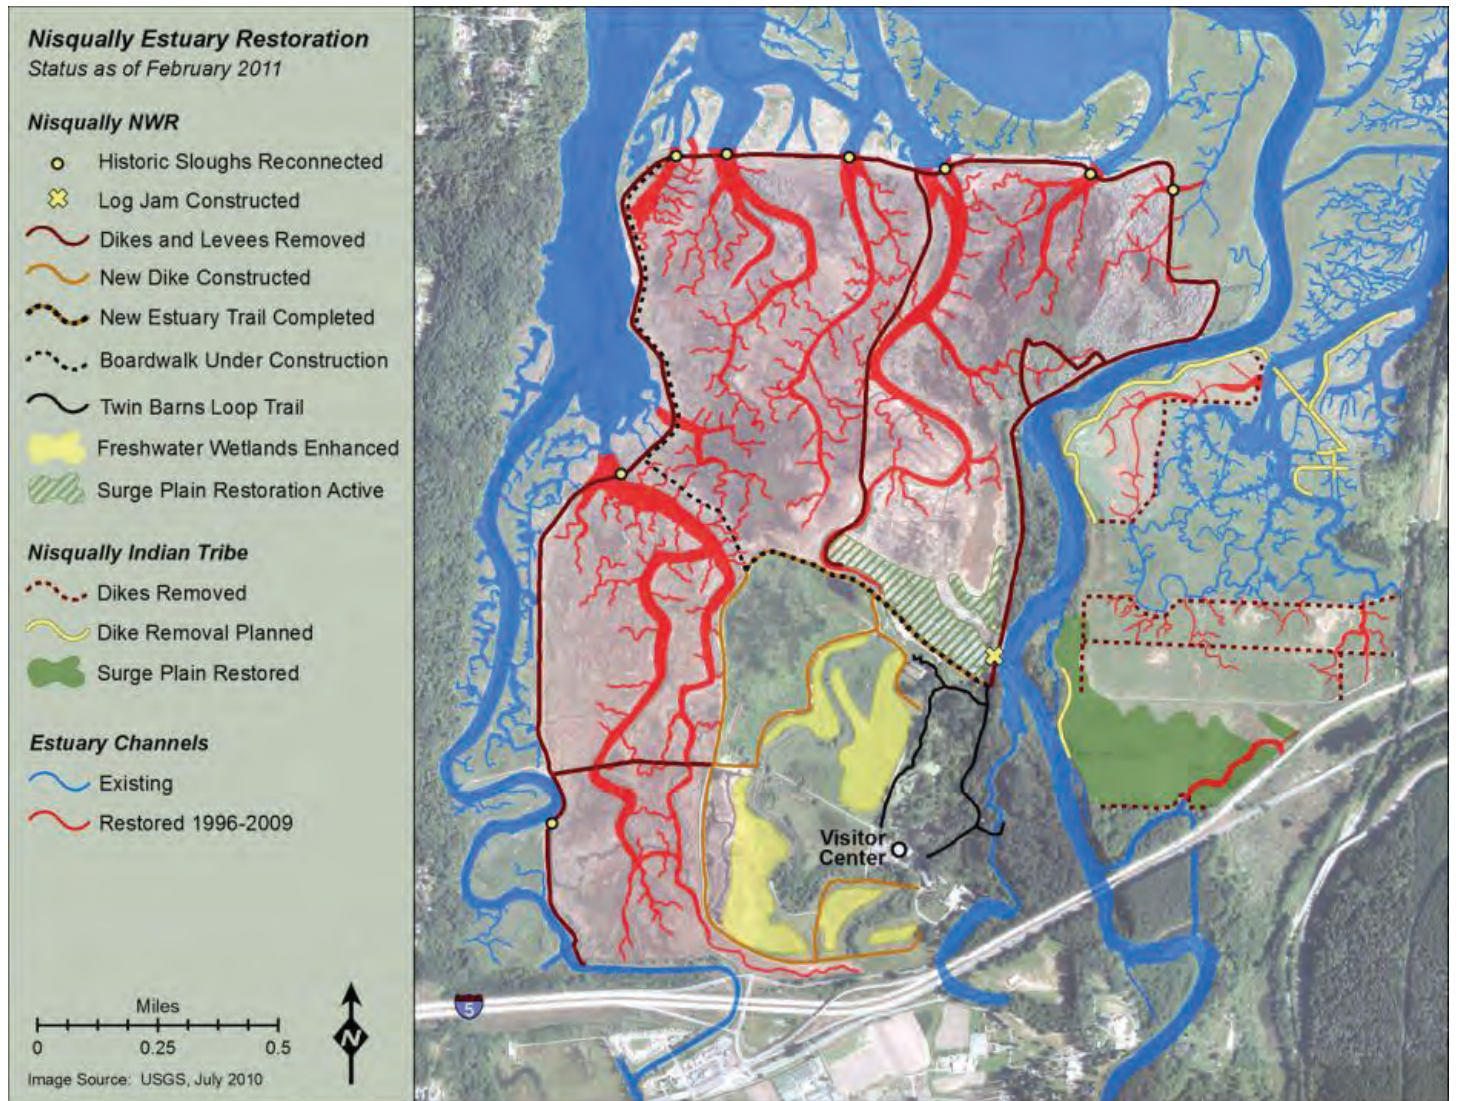 Nisqually Estuary Restoration
Status as of February 2011
Nisqually NWR
Historic Sloughs Reconnected
Log Jam Constructed
Dikes and Levees Removed
New Dike Constructed
New Estuary Trail Completed
Boardwalk Under Construction
Twin Barns Loop Trail
Freshwater Wetlands Enhanced
Surge Plain Restoration Active
Nisqually Indian Tribe
Dikes Removed
Dike Removal Planned
Surge Plain Restored
Estuary Channels
Existing
Restored 1996-2009
Miles
0 0.25 0.5
N
Image Source: USGS, July 2010
Visitor
Center
5